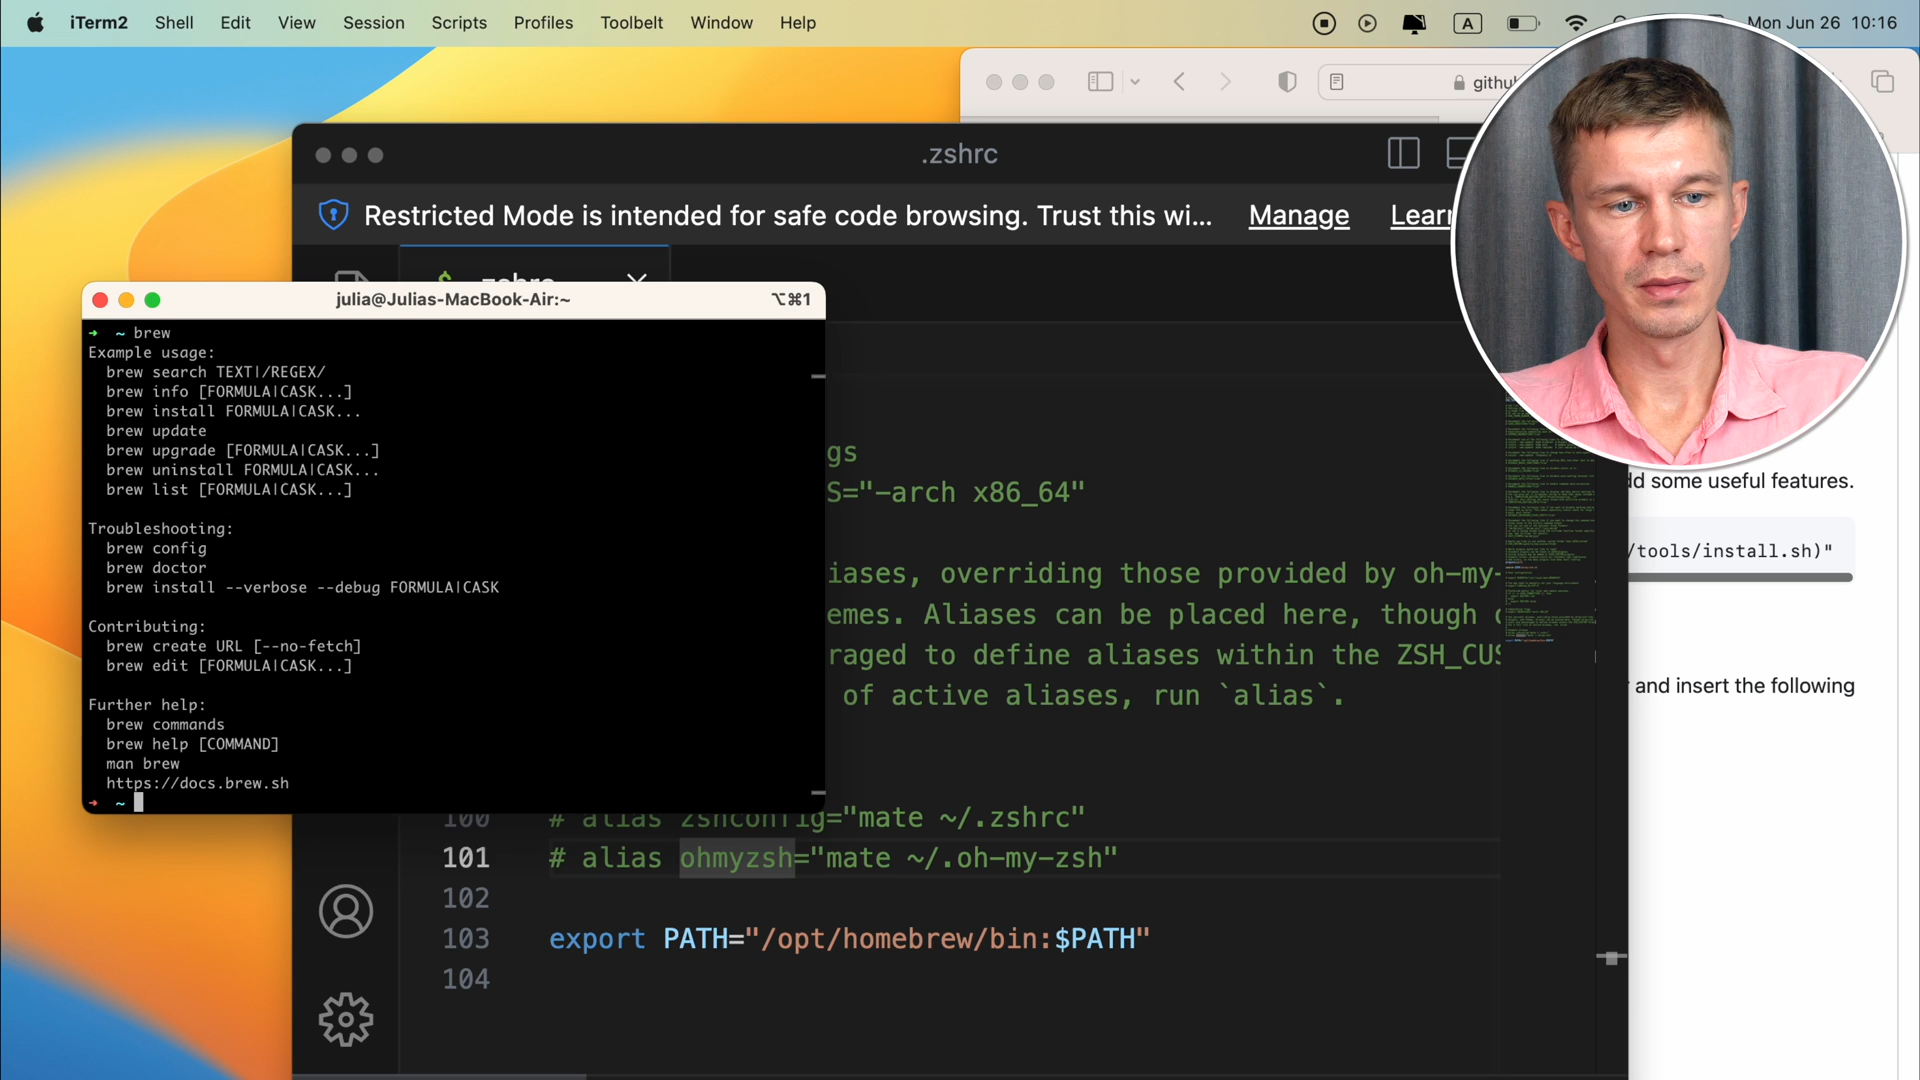 iTerm2 Shell Edit View Session Scripts Profiles Toolbelt Window Help A Mon Jun 26 10:16
.zshrc
Restricted Mode is intended for safe code browsing. Trust this wi... Manage Lear
julia@Julias-MacBook-Air:~ ⌥⌘1
➜ ~ brew
Example usage:
brew search TEXT|/REGEX/
brew info [FORMULA|CASK...]
brew install FORMULA|CASK...
brew update
brew upgrade [FORMULA|CASK...]
brew uninstall FORMULA|CASK...
brew list [FORMULA|CASK...]
Troubleshooting:
brew config
brew doctor
brew install --verbose --debug FORMULA|CASK
Contributing:
brew create URL [--no-fetch]
brew edit [FORMULA|CASK...]
Further help:
brew commands
brew help [COMMAND]
man brew
https://docs.brew.sh
➜ ~
gs
S="-arch x86_64"
iases, overriding those provided by oh-my-
emes. Aliases can be placed here, though
raged to define aliases within the ZSH_CUS
of active aliases, run `alias`.
100 # alias zshconfig="mate ~/.zshrc"
101 # alias ohmyzsh="mate ~/.oh-my-zsh"
102
103 export PATH="/opt/homebrew/bin:$PATH"
104
some useful features.
/tools/install.sh)"
and insert the following